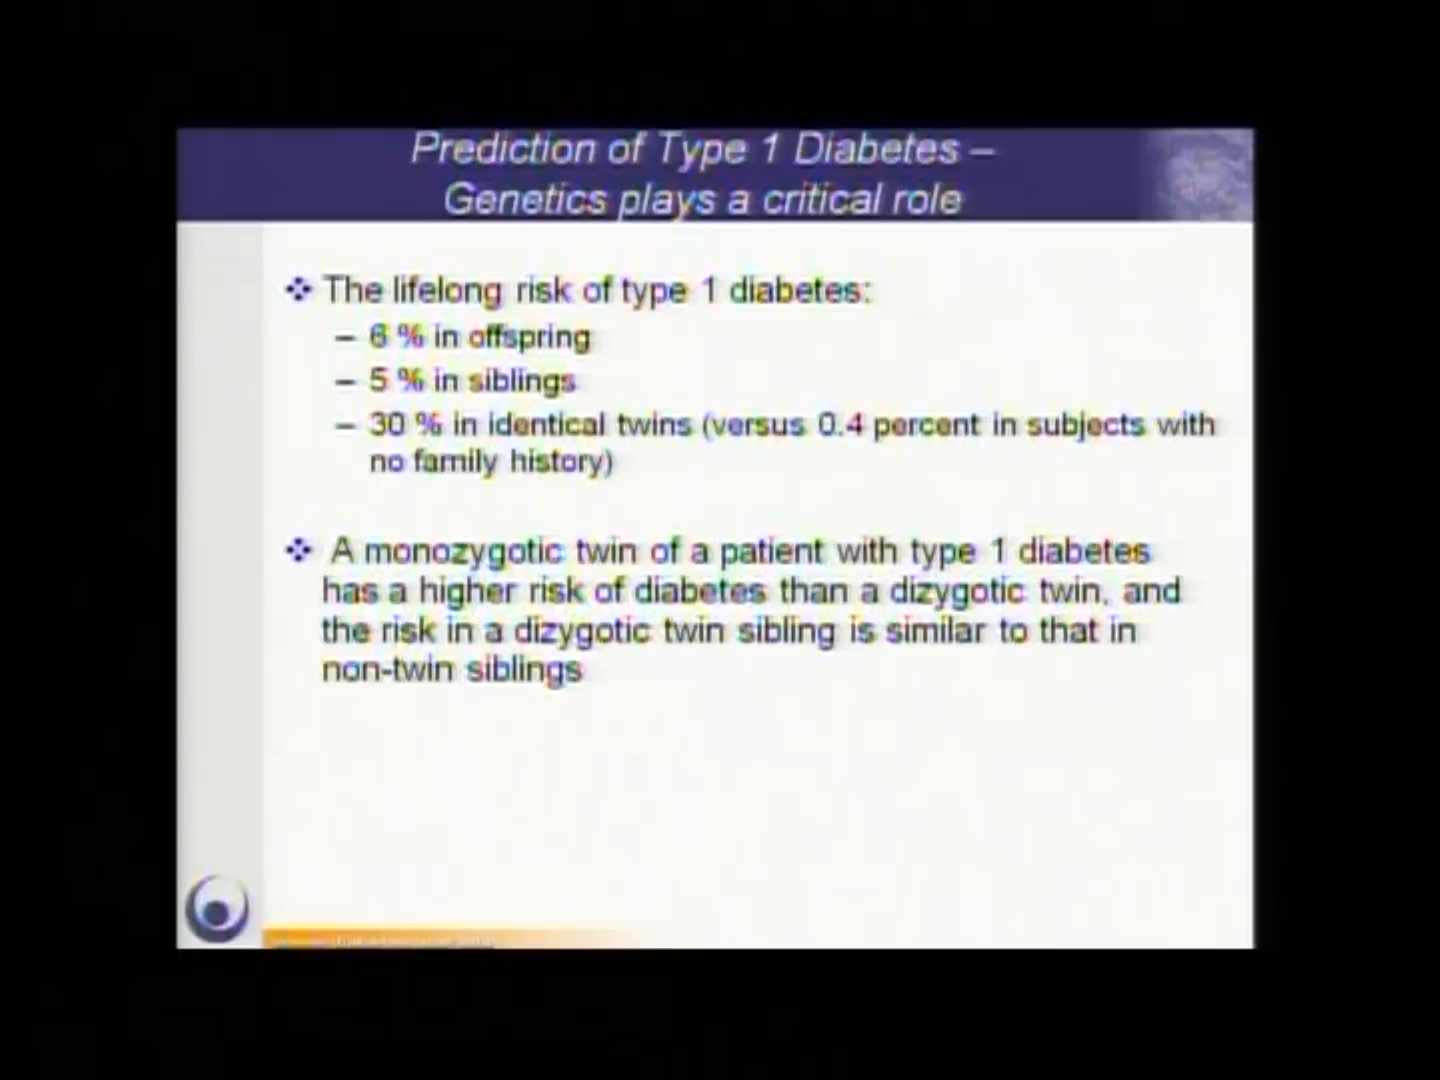 Prediction of Type 1 Diabetes –
Genetics plays a critical role
❖ The lifelong risk of type 1 diabetes:
– 6 % in offspring
– 5 % in siblings
– 30 % in identical twins (versus 0.4 percent in subjects with
no family history)
❖ A monozygotic twin of a patient with type 1 diabetes
has a higher risk of diabetes than a dizygotic twin, and
the risk in a dizygotic twin sibling is similar to that in
non-twin siblings